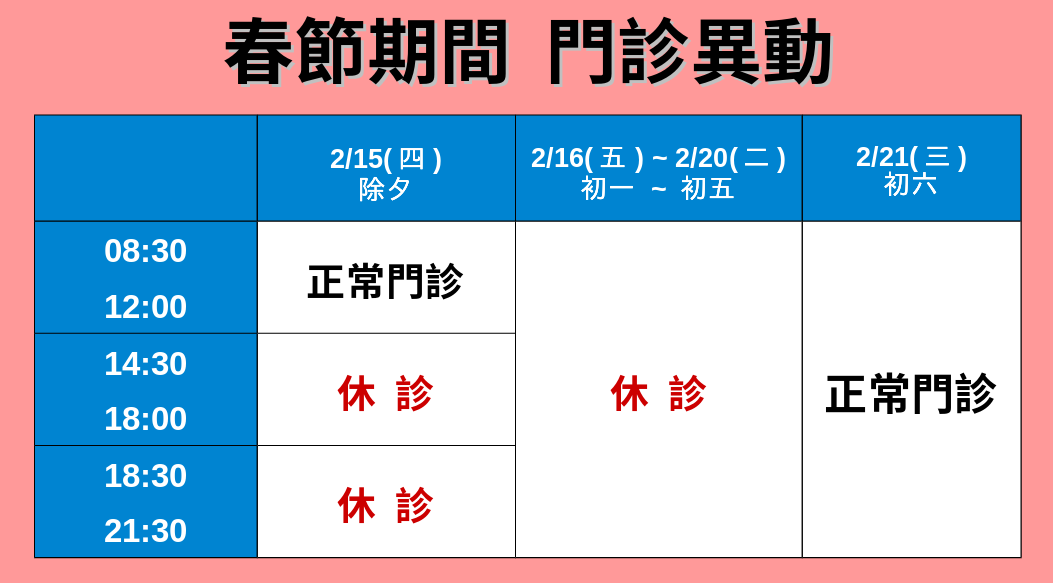 春節期間 門診異動
2/15(四)
除夕
2/16(五) ~ 2/20(二)
初一 ~ 初五
2/21(三)
初六
08:30
12:00
正常門診
14:30
18:00
休 診
18:30
21:30
休 診
休 診
正常門診